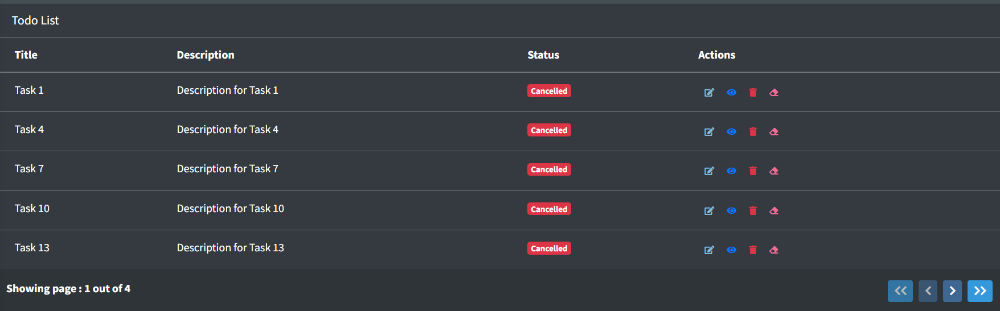 Todo List
Title Description Status Actions
Task 1 Description for Task 1 Cancelled
Task 4 Description for Task 4 Cancelled
Task 7 Description for Task 7 Cancelled
Task 10 Description for Task 10 Cancelled
Task 13 Description for Task 13 Cancelled
Showing page : 1 out of 4